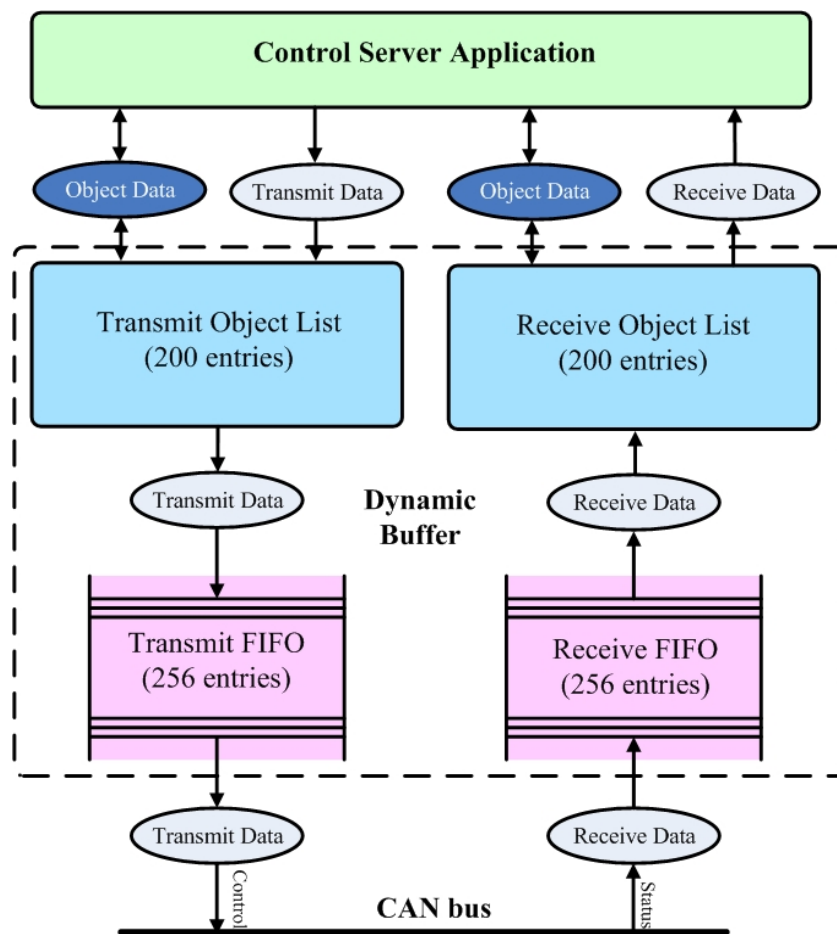 Control Server Application
Object Data
Transmit Data
Object Data
Receive Data
Transmit Object List
(200 entries)
Receive Object List
(200 entries)
Transmit Data
Dynamic
Buffer
Receive Data
Transmit FIFO
(256 entries)
Receive FIFO
(256 entries)
Transmit Data
Receive Data
Control
Status
CAN bus